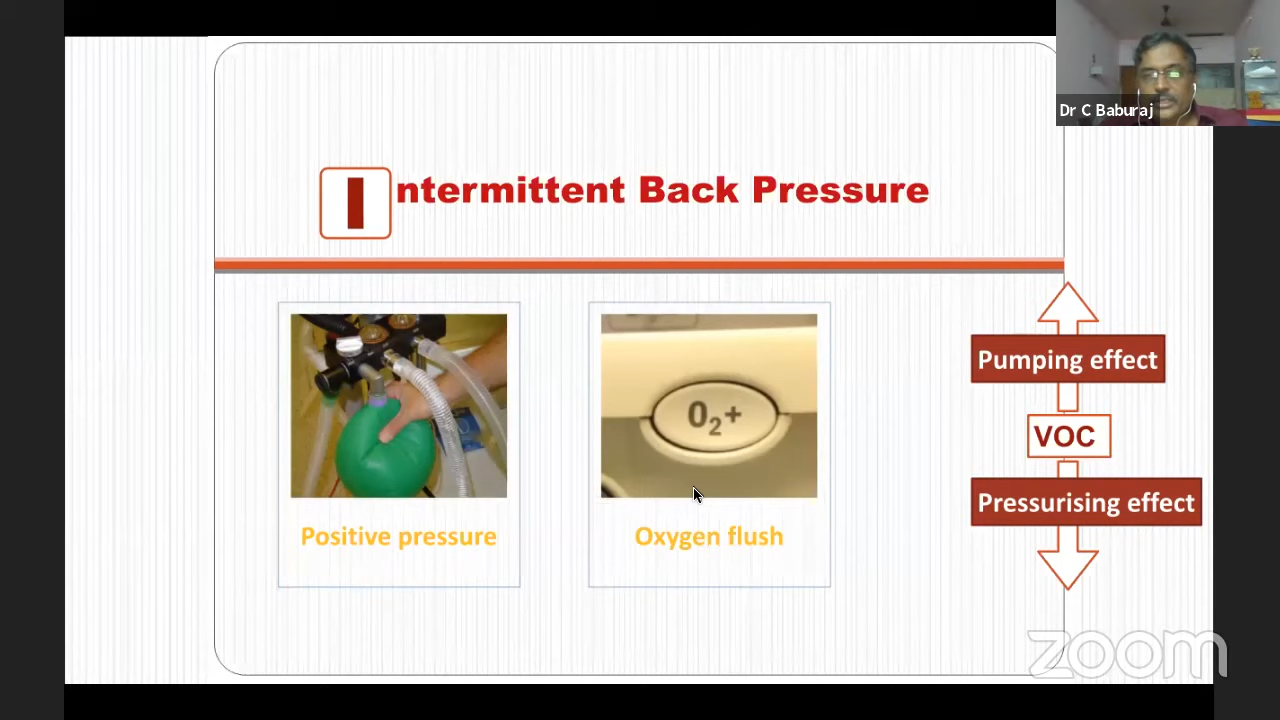 Dr C Baburaj
Intermittent Back Pressure
O₂+
Positive pressure
Oxygen flush
Pumping effect
VOC
Pressurising effect
zoom